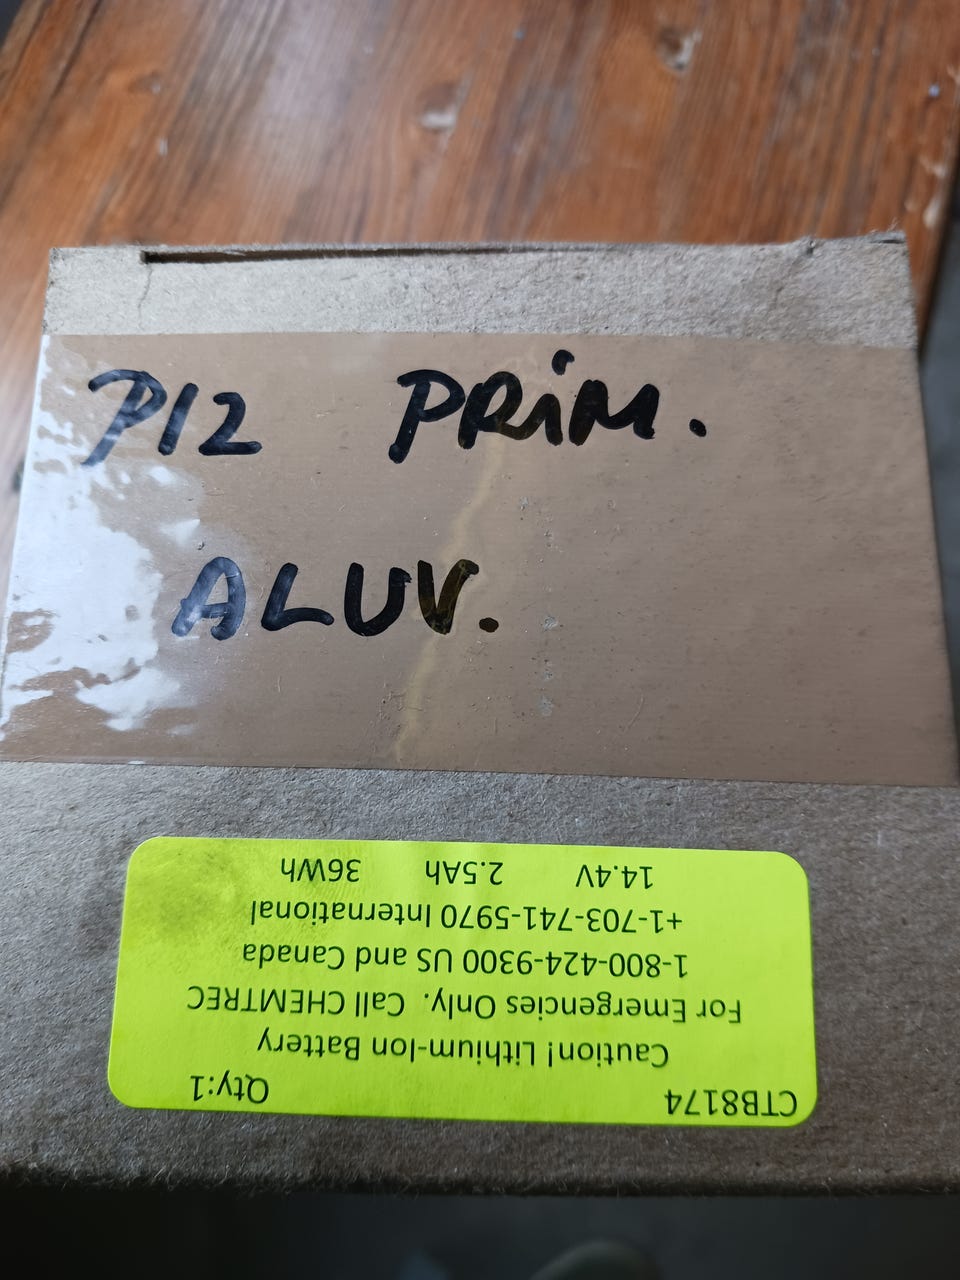 P12 PRiM.
ALUV.
CTB8174 Qty:1
Caution! Lithium-Ion Battery
For Emergencies Only. Call CHEMTREC
1-800-424-9300 US and Canada
+1-703-741-5970 International
14.4V 2.5Ah 36Wh